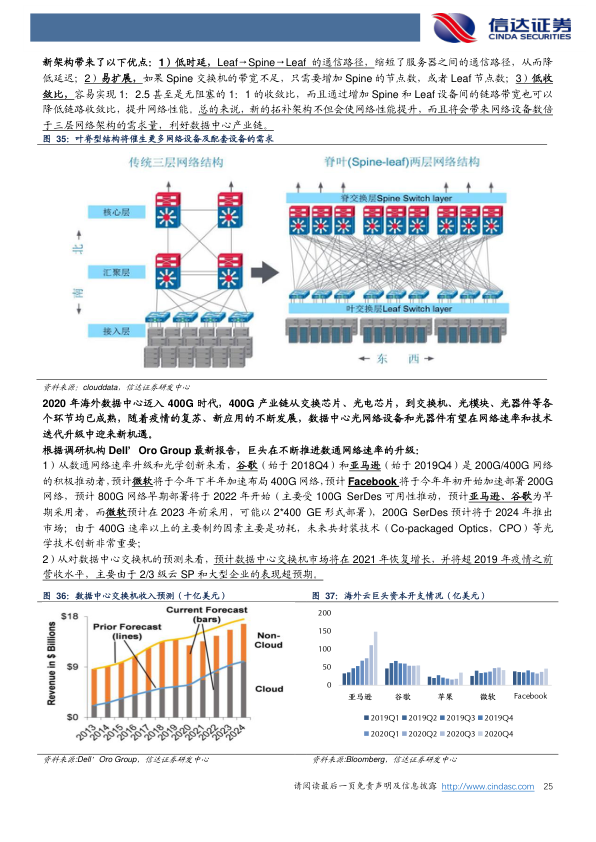 信达证券
CINDA SECURITIES
新架构带来了以下优点：1）低时延，Leaf→Spine→Leaf 的通信路径，缩短了服务器之间的通信路径，从而降
低延迟；2）易扩展，如果 Spine 交换机的带宽不足，只需要增加 Spine 的节点数，或者 Leaf 节点数；3）低收
敛比，容易实现 1：2.5 甚至是无阻塞的 1：1 的收敛比，而且通过增加 Spine 和 Leaf 设备间的链路带宽也可以
降低链路收敛比，提升网络性能。总的来说，新的拓补架构不但会使网络性能提升，而且将会带来网络设备数倍
于三层网络架构的需求量，利好数据中心产业链。
图 35：叶脊型结构将催生更多网络设备及配套设备的需求
传统三层网络结构
脊叶(Spine-leaf)两层网络结构
核心层
脊交换层Spine Switch layer
北
汇聚层
南
叶交换层Leaf Switch layer
接入层
东 西
资料来源：clouddata，信达证券研发中心
2020 年海外数据中心迈入 400G 时代，400G 产业链从交换芯片、光电芯片，到交换机、光模块、光器件等各
个环节均已成熟，随着疫情的复苏、新应用的不断发展，数据中心光网络设备和光器件有望在网络速率和技术
迭代升级中迎来新机遇。
根据调研机构 Dell’Oro Group 最新报告，巨头在不断推进数通网络速率的升级：
1）从数通网络速率升级和光学创新来看，谷歌（始于 2018Q4）和亚马逊（始于 2019Q4）是 200G/400G 网络
的积极推动者，预计微软将于今年下半年加速布局 400G 网络，预计 Facebook 将于今年年初开始加速部署 200G
网络，预计 800G 网络早期部署将于 2022 年开始（主要受 100G SerDes 可用性推动，预计亚马逊、谷歌为早
期采用者，而微软预计在 2023 年前采用，可能以 2*400 GE 形式部署），200G SerDes 预计将于 2024 年推出
市场；由于 400G 速率以上的主要制约因素主要是功耗，未来共封装技术（Co-packaged Optics，CPO）等光
学技术创新非常重要；
2）从对数据中心交换机的预测来看，预计数据中心交换机市场将在 2021 年恢复增长，并将超 2019 年疫情之前
营收水平，主要由于 2/3 级云 SP 和大型企业的表现超预期。
图 36：数据中心交换机收入预测（十亿美元）
图 37：海外云巨头资本开支情况（亿美元）
Revenue in $ Billions
$18
$9
$0
Prior Forecast
(lines)
Current Forecast
(bars)
Non-
Cloud
Cloud
2013 2014 2015 2016 2017 2018 2019 2020 2021 2022 2023 2024
200
150
100
50
0
亚马逊 谷歌 苹果 微软 Facebook
2019Q1 2019Q2 2019Q3 2019Q4
2020Q1 2020Q2 2020Q3 2020Q4
资料来源:Dell’Oro Group，信达证券研发中心
资料来源:Bloomberg，信达证券研发中心
请阅读最后一页免责声明及信息披露 http://www.cindasc.com 25